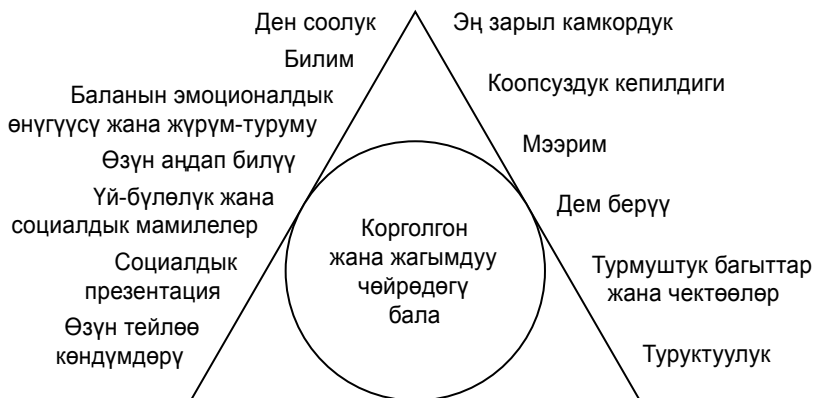 Ден соолук
Билим
Баланын эмоционалдык
өнүгүүсү жана жүрүм-туруму
Өзүн аңдап билүү
Үй-бүлөлүк жана
социалдык мамилелер
Социалдык
презентация
Өзүн тейлөө
көндүмдөрү
Эң зарыл камкордук
Коопсуздук кепилдиги
Мээрим
Дем берүү
Турмуштук багыттар
жана чектөөлөр
Туруктуулук
Корголгон
жана жагымдуу
чөйрөдөгү
бала